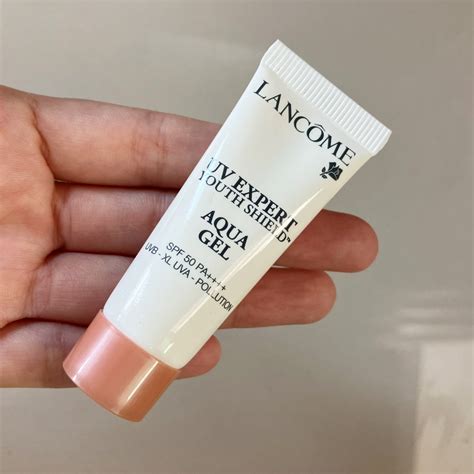 LANCÔME
UV EXPERT
YOUTH SHIELD™
AQUA
GEL
SPF 50 PA++++
UVB - XL UVA - POLLUTION